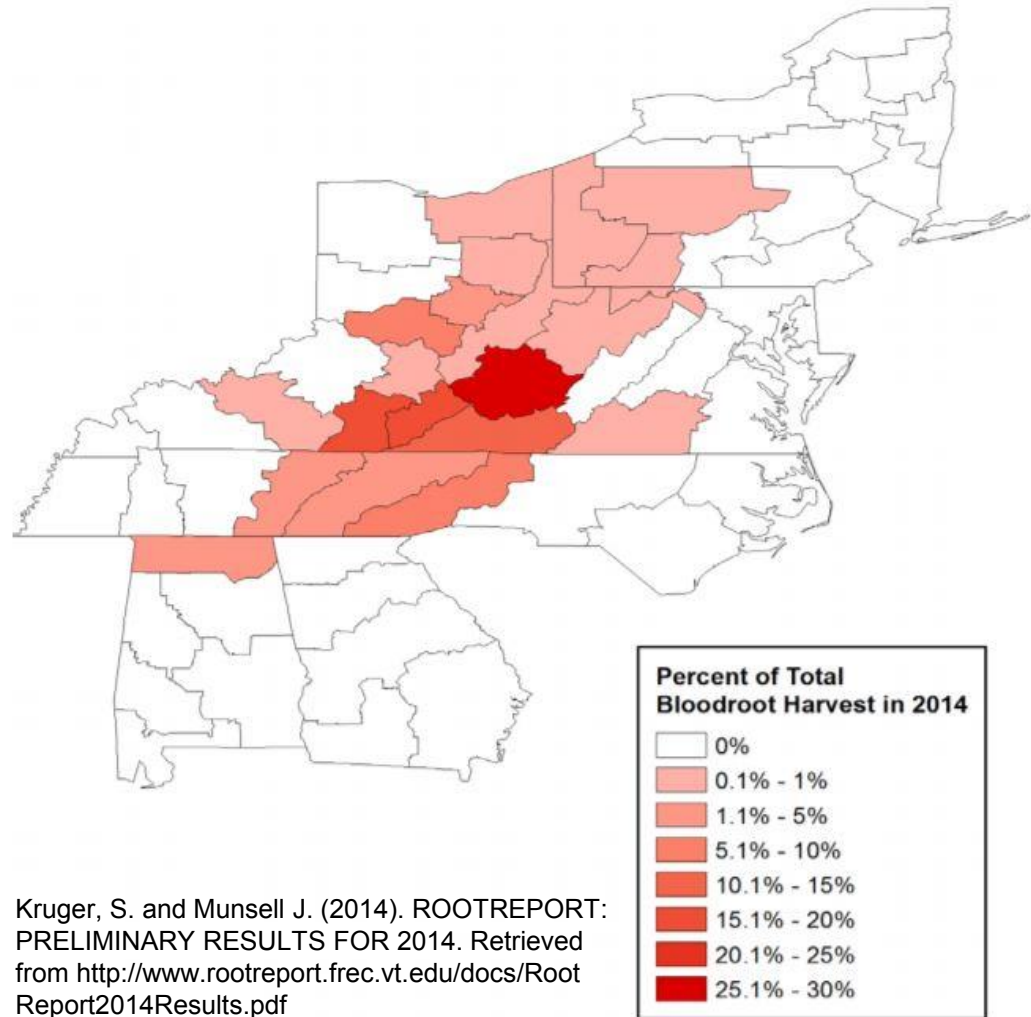 Percent of Total
Bloodroot Harvest in 2014
0%
0.1% - 1%
1.1% - 5%
5.1% - 10%
10.1% - 15%
15.1% - 20%
20.1% - 25%
25.1% - 30%
Kruger, S. and Munsell J. (2014). ROOTREPORT:
PRELIMINARY RESULTS FOR 2014. Retrieved
from http://www.rootreport.frec.vt.edu/docs/Root
Report2014Results.pdf